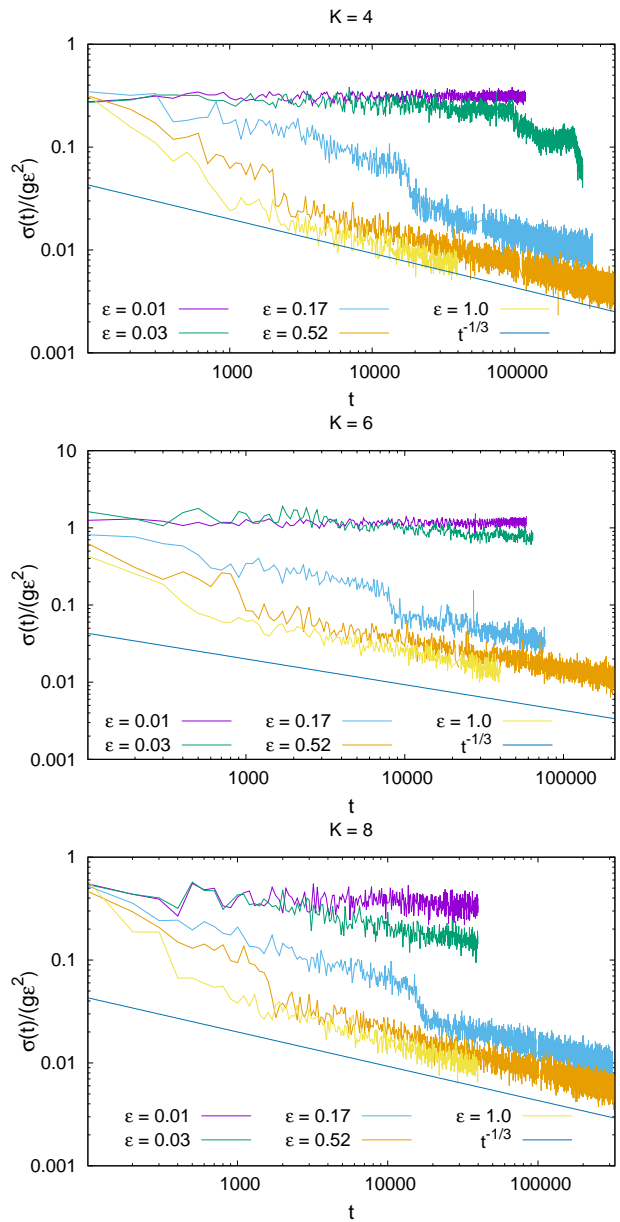 K = 4
σ(t)/(gε²)
1
0.1
0.01
0.001
ε = 0.01
ε = 0.17
ε = 1.0
ε = 0.03
ε = 0.52
t⁻¹/³
1000
10000
100000
t
K = 6
σ(t)/(gε²)
10
1
0.1
0.01
0.001
ε = 0.01
ε = 0.17
ε = 1.0
ε = 0.03
ε = 0.52
t⁻¹/³
1000
10000
100000
t
K = 8
σ(t)/(gε²)
1
0.1
0.01
0.001
ε = 0.01
ε = 0.17
ε = 1.0
ε = 0.03
ε = 0.52
t⁻¹/³
1000
10000
100000
t